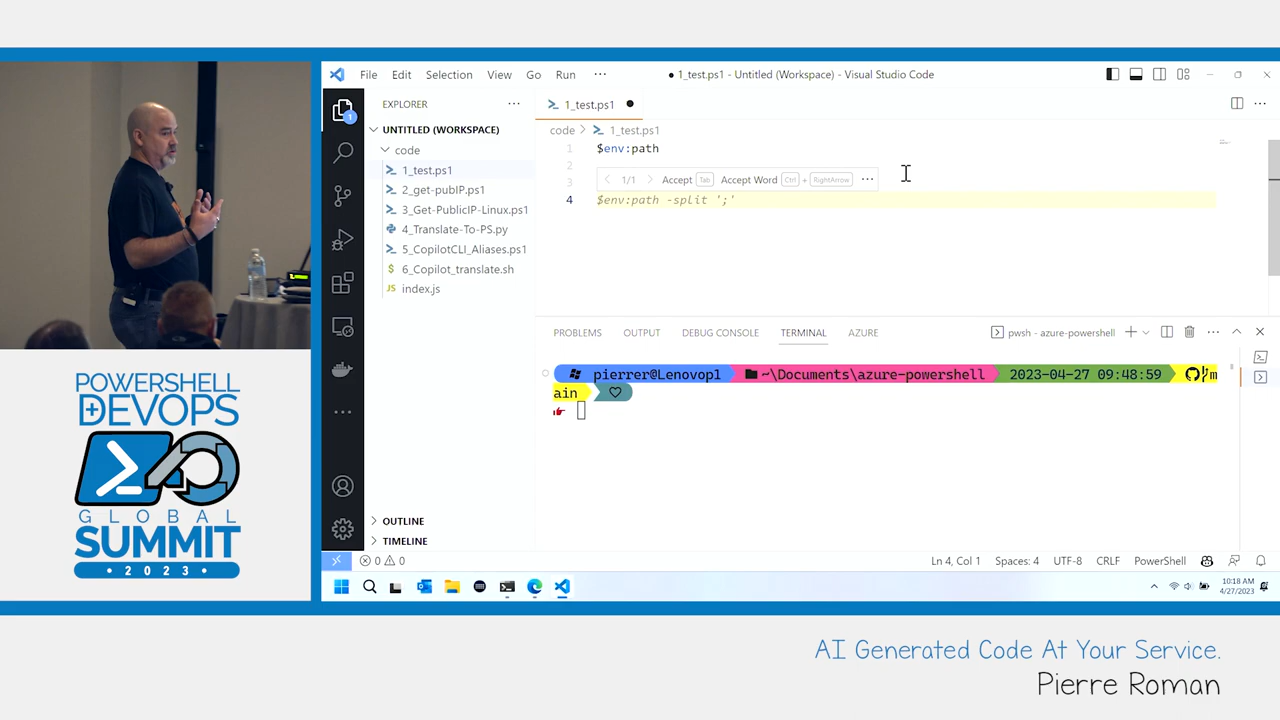 File Edit Selection View Go Run ··· ● 1_test.ps1 - Untitled (Workspace) - Visual Studio Code
EXPLORER ···
1_test.ps1 ●
UNTITLED (WORKSPACE)
code > 1_test.ps1
code
1_test.ps1
2_get-pubIP.ps1
3_Get-PublicIP-Linux.ps1
4_Translate-To-PS.py
5_CopilotCLI_Aliases.ps1
6_Copilot_translate.sh
JS index.js
OUTLINE
TIMELINE
1 $env:path
2
3
1/1 Accept Tab Accept Word Ctrl + RightArrow ···
4 $env:path -split ';'
PROBLEMS OUTPUT DEBUG CONSOLE TERMINAL AZURE
pwsh - azure-powershell
pierrer@Lenovop1 ~\Documents\azure-powershell 2023-04-27 09:48:59 m
ain
0 0
Ln 4, Col 1 Spaces: 4 UTF-8 CRLF PowerShell
10:18 AM
4/27/2023
POWERSHELL
+DEVOPS
GLOBAL
SUMMIT
• 2023 •
AI Generated Code At Your Service.
Pierre Roman